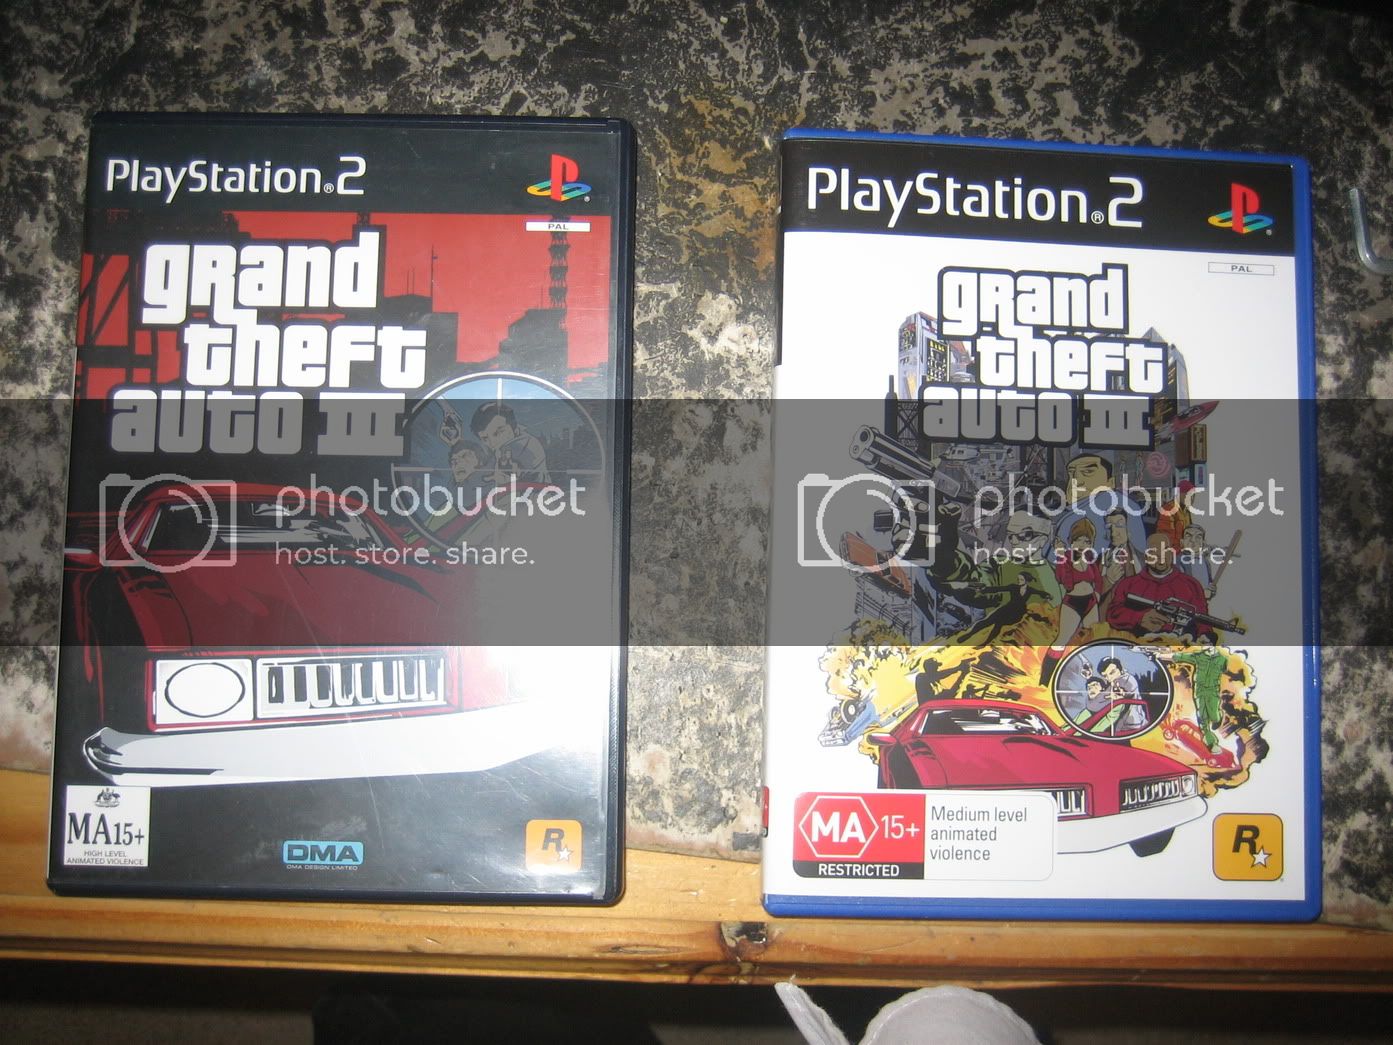 PlayStation®2
PAL
grand
theft
auto III
MA15+
HIGH LEVEL
ANIMATED VIOLENCE
DMA
DMA DESIGN LIMITED
R
PlayStation®2
PAL
grand
theft
auto III
MA 15+
RESTRICTED
Medium level
animated
violence
R
photobucket
host. store. share.
photobucket
host. store. share.